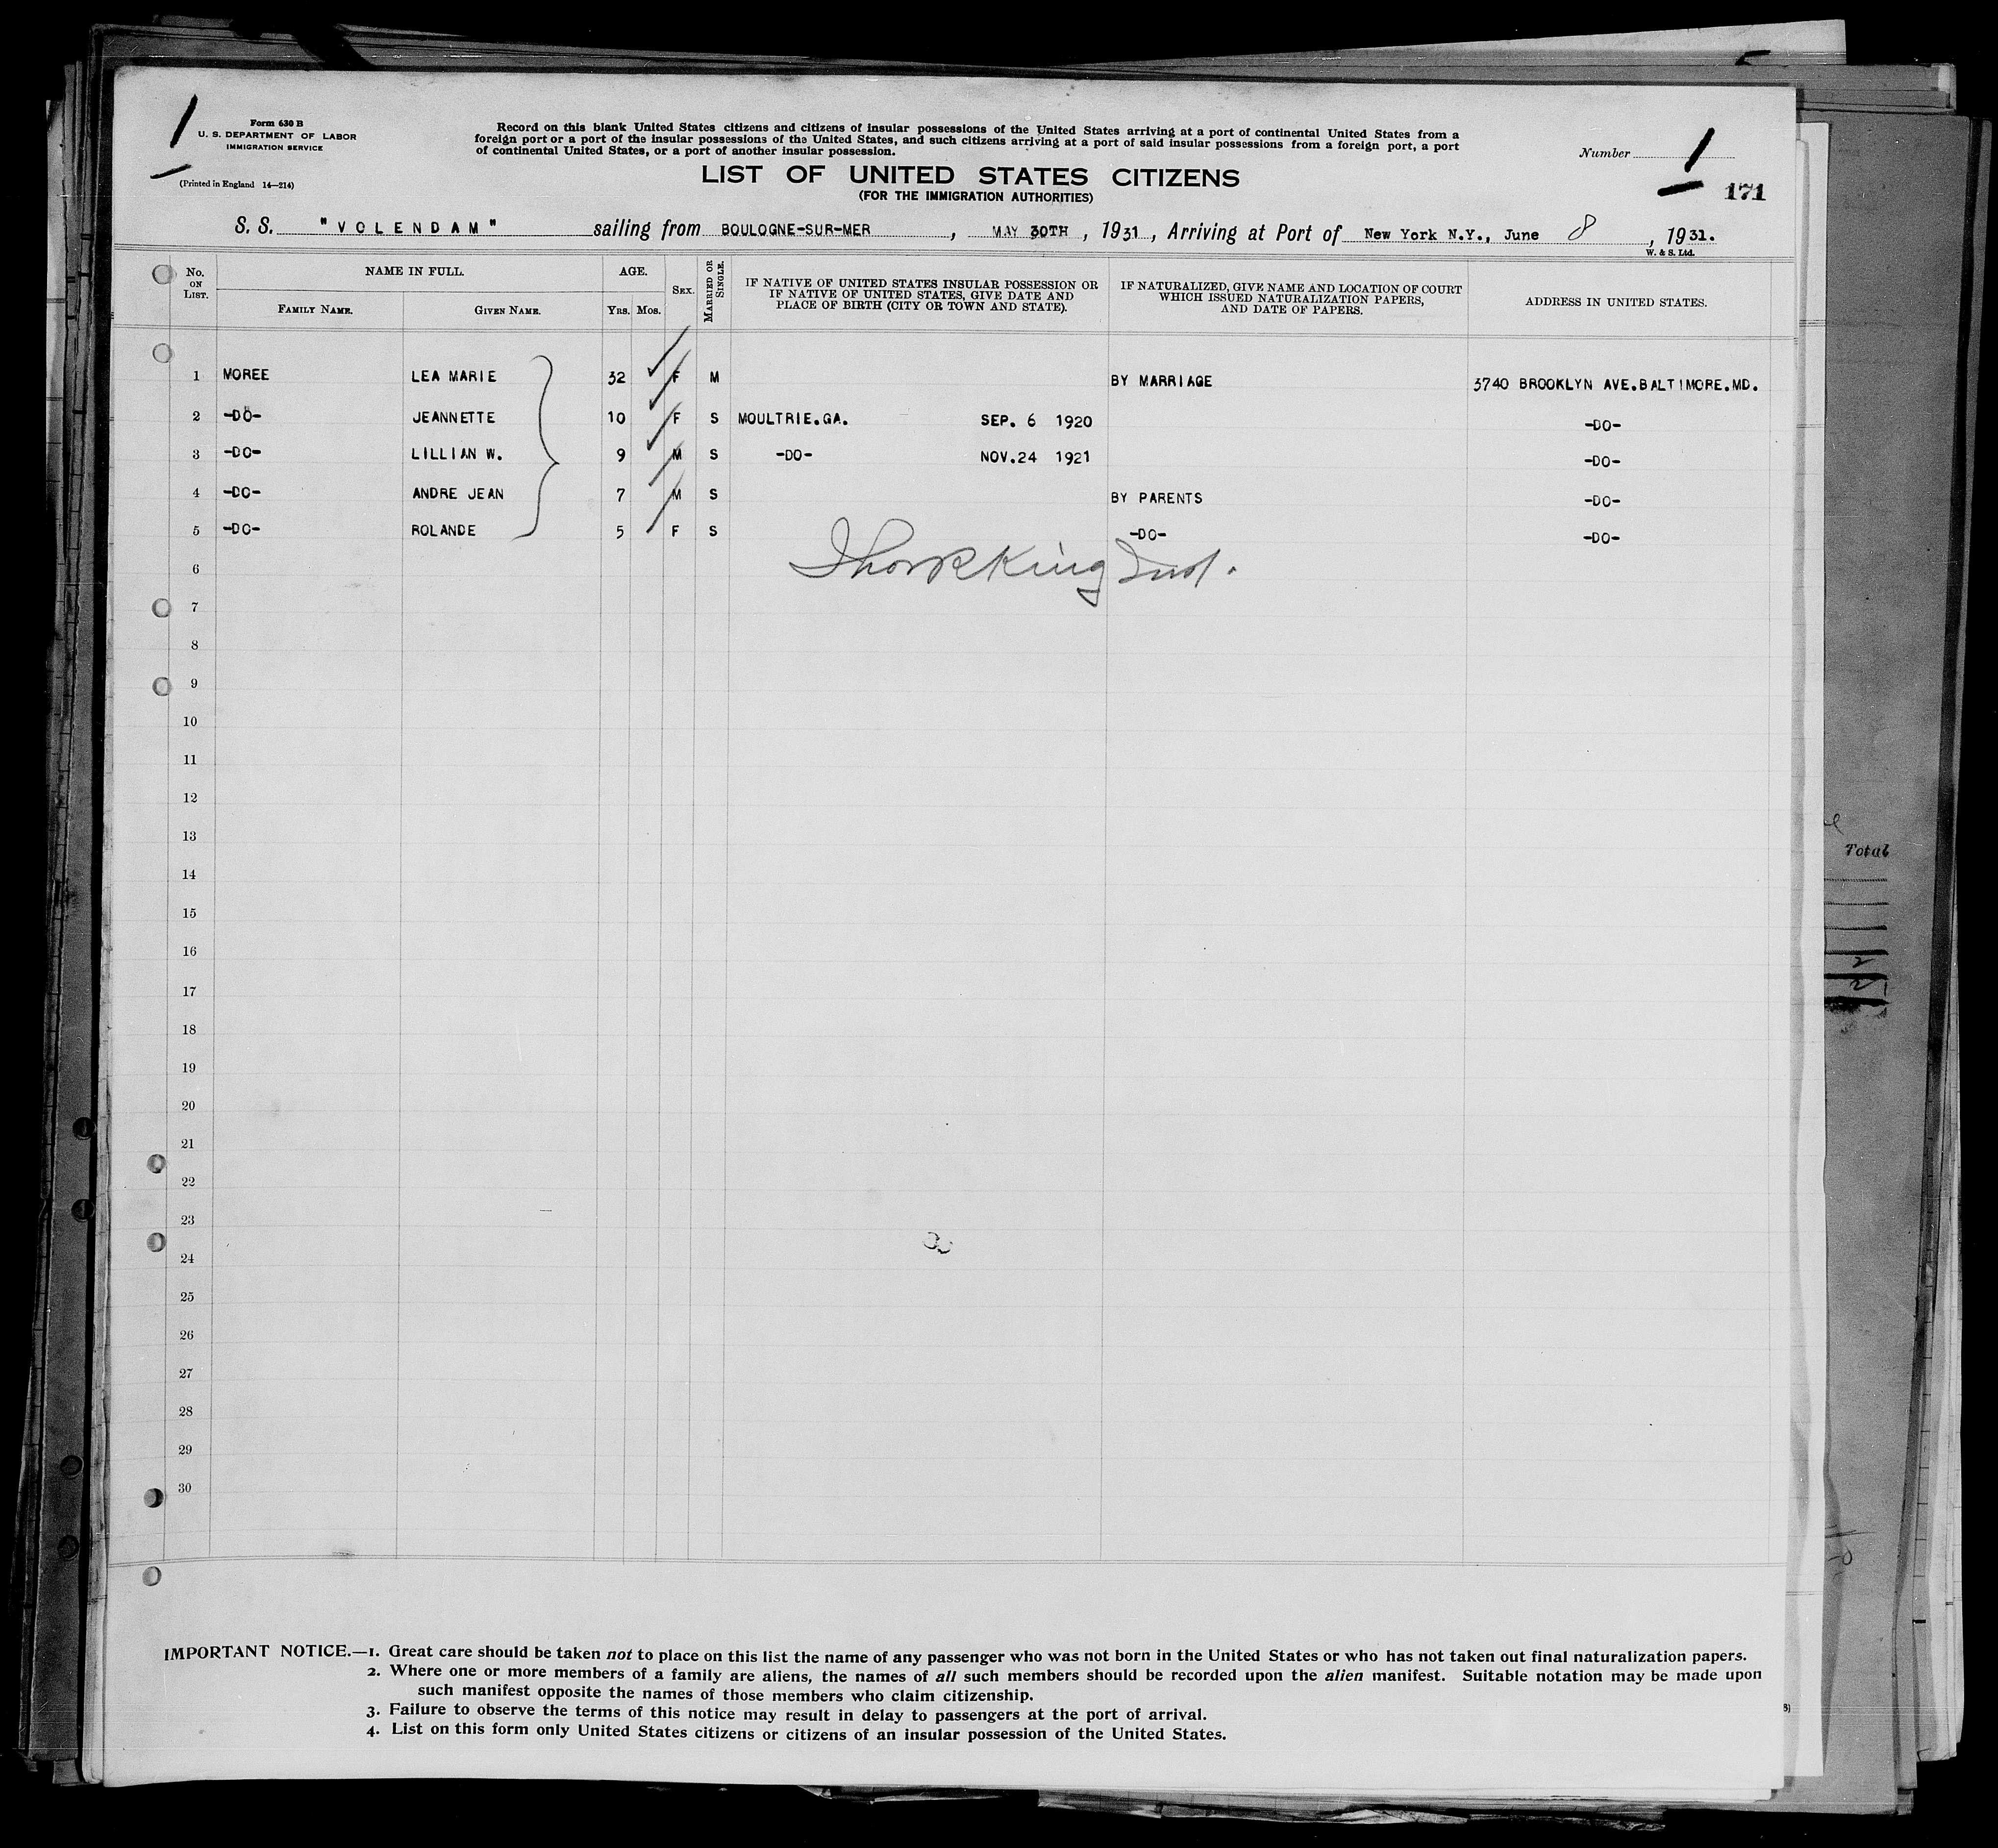 1
Form 630 B
U. S. DEPARTMENT OF LABOR
IMMIGRATION SERVICE
(Printed in England 14—214)
Record on this blank United States citizens and citizens of insular possessions of the United States arriving at a port of continental United States from a
foreign port or a port of the insular possessions of the United States, and such citizens arriving at a port of said insular possessions from a foreign port, a port
of continental United States, or a port of another insular possession.
LIST OF UNITED STATES CITIZENS
(FOR THE IMMIGRATION AUTHORITIES)
Number 1
171
S. S. "VOLENDAM" sailing from BOULOGNE-SUR-MER, MAY 30TH, 1931, Arriving at Port of New York N.Y., June 8, 1931.
W. & S. Ltd.
No. ON LIST. NAME IN FULL. AGE. SEX. MARRIED OR SINGLE. IF NATIVE OF UNITED STATES INSULAR POSSESSION OR IF NATIVE OF UNITED STATES, GIVE DATE AND PLACE OF BIRTH (CITY OR TOWN AND STATE). IF NATURALIZED, GIVE NAME AND LOCATION OF COURT WHICH ISSUED NATURALIZATION PAPERS, AND DATE OF PAPERS. ADDRESS IN UNITED STATES.
FAMILY NAME. GIVEN NAME. YRS. MOS.
1 MOREE LEA MARIE 32 F M BY MARRIAGE 3740 BROOKLYN AVE.BALTIMORE.MD.
2 -DO- JEANNETTE 10 F S MOULTRIE.GA. SEP. 6 1920 -DO-
3 -DO- LILLIAN W. 9 M S -DO- NOV.24 1921 -DO-
4 -DO- ANDRE JEAN 7 M S BY PARENTS -DO-
5 -DO- ROLANDE 5 F S -DO- -DO-
6
7
8
9
10
11
12
13
14
15
16
17
18
19
20
21
22
23
24
25
26
27
28
29
30
Total
IMPORTANT NOTICE.—1. Great care should be taken not to place on this list the name of any passenger who was not born in the United States or who has not taken out final naturalization papers.
2. Where one or more members of a family are aliens, the names of all such members should be recorded upon the alien manifest. Suitable notation may be made upon
such manifest opposite the names of those members who claim citizenship.
3. Failure to observe the terms of this notice may result in delay to passengers at the port of arrival.
4. List on this form only United States citizens or citizens of an insular possession of the United States.